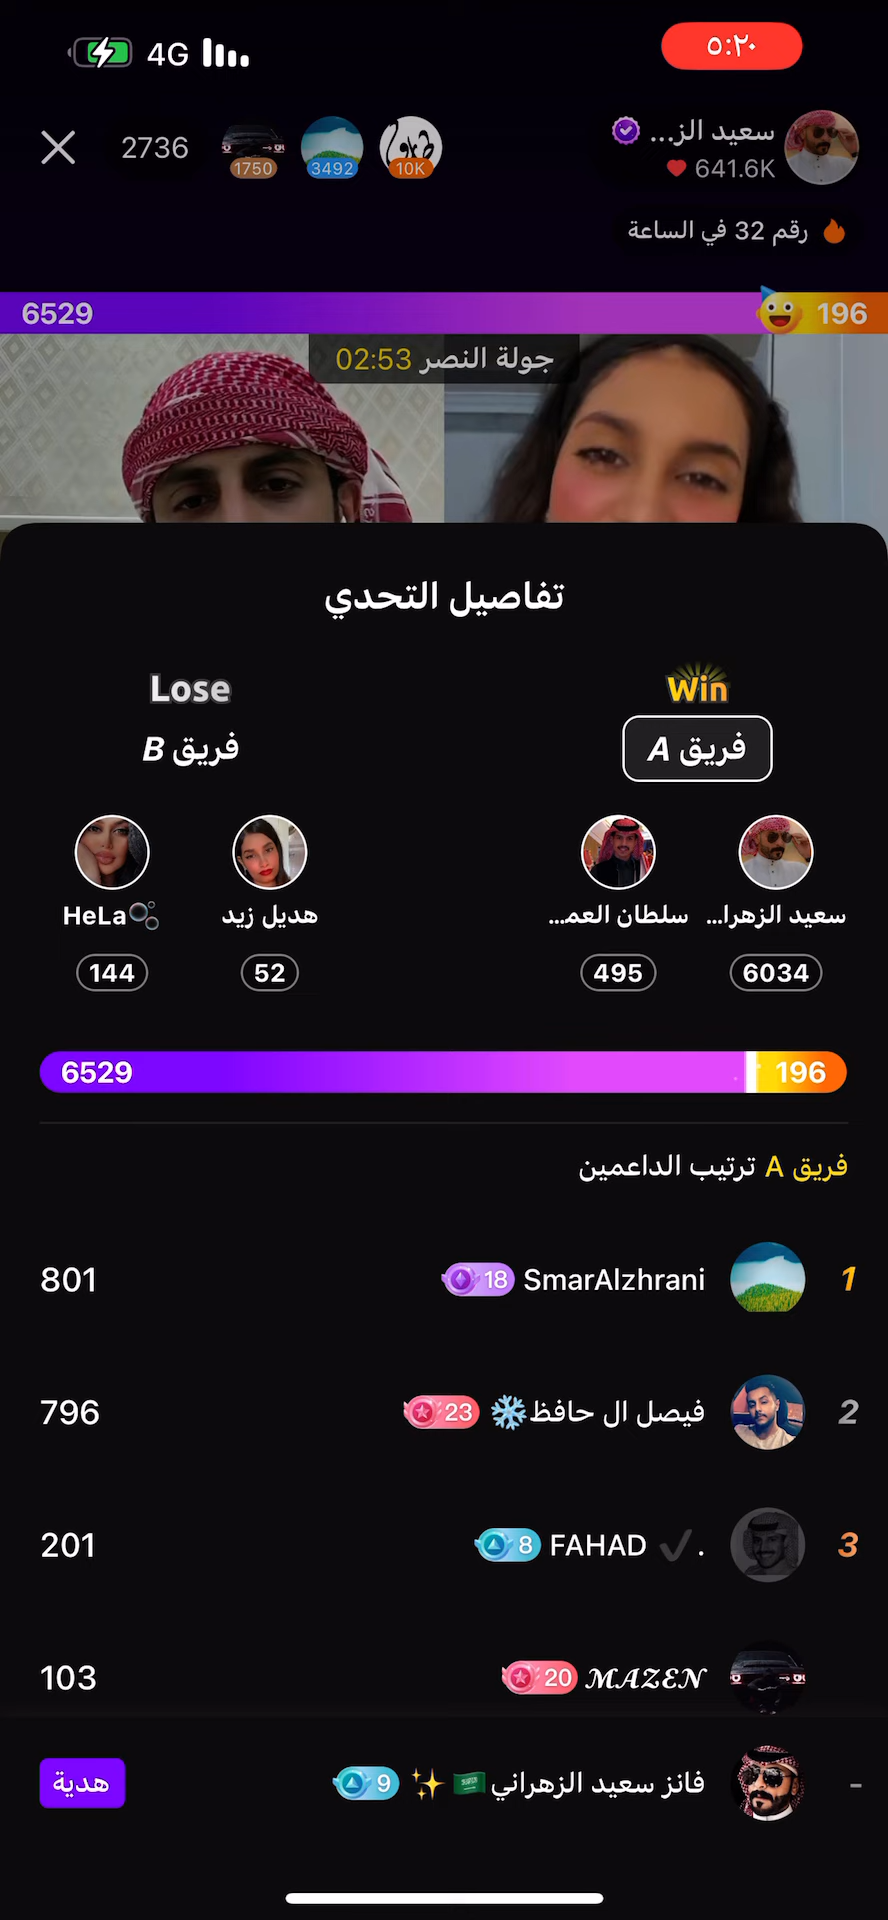 4G
٥:٢٠
سعيد الز...
641.6K
10K
3492
1750
2736
رقم 32 في الساعة
6529
196
جولة النصر 02:53
تفاصيل التحدي
Win
Lose
فريق A
فريق B
سعيد الزهرا...
سلطان العمـ...
هديل زيد
HeLa
6034
495
52
144
6529
196
فريق A ترتيب الداعمين
1 SmarAlzhrani 18 801
2 فيصل ال حافظ❄️ 23 796
3 . ✔️ FAHAD 8 201
MAZEN 20 103
- فانز سعيد الزهراني🇸🇦✨ 9 هدية